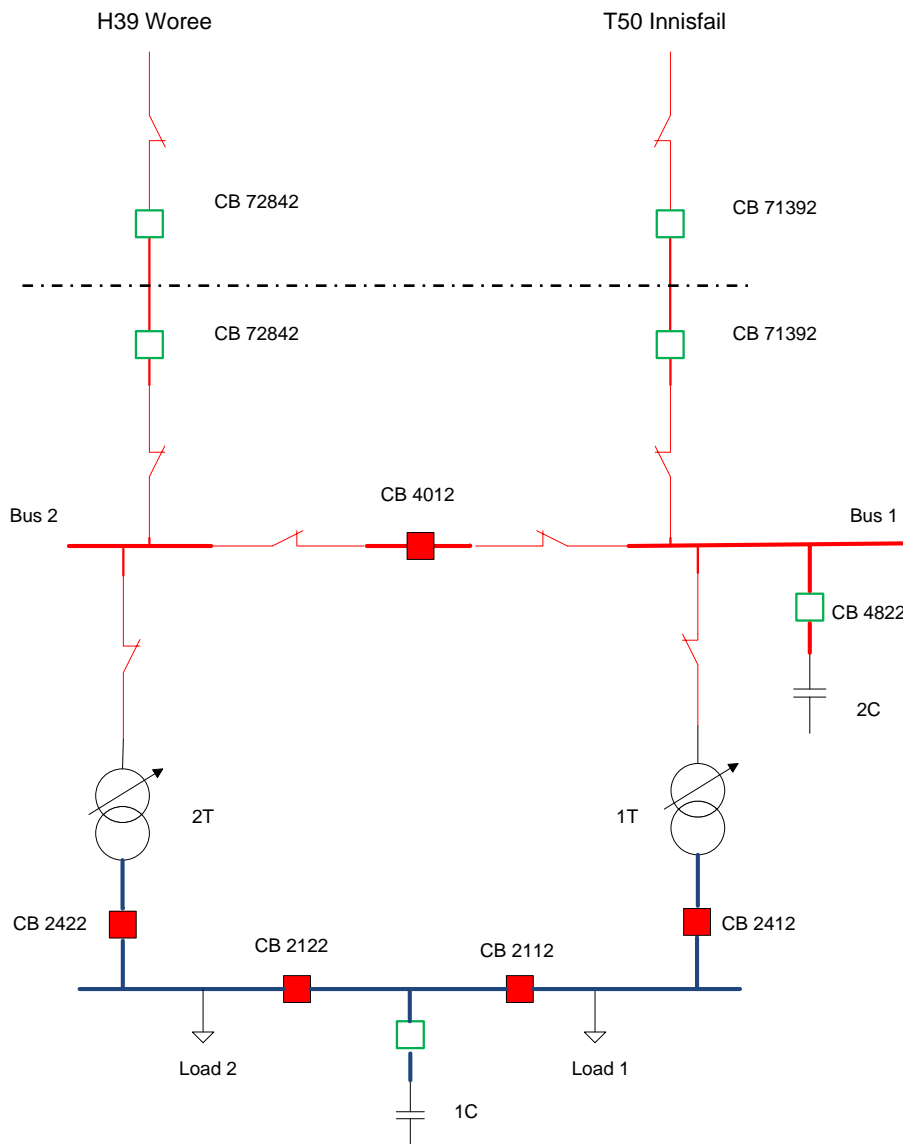 H39 Woree
T50 Innisfail
CB 72842
CB 71392
CB 72842
CB 71392
CB 4012
Bus 2
Bus 1
CB 4822
2C
2T
1T
CB 2422
CB 2412
CB 2122
CB 2112
Load 2
Load 1
1C